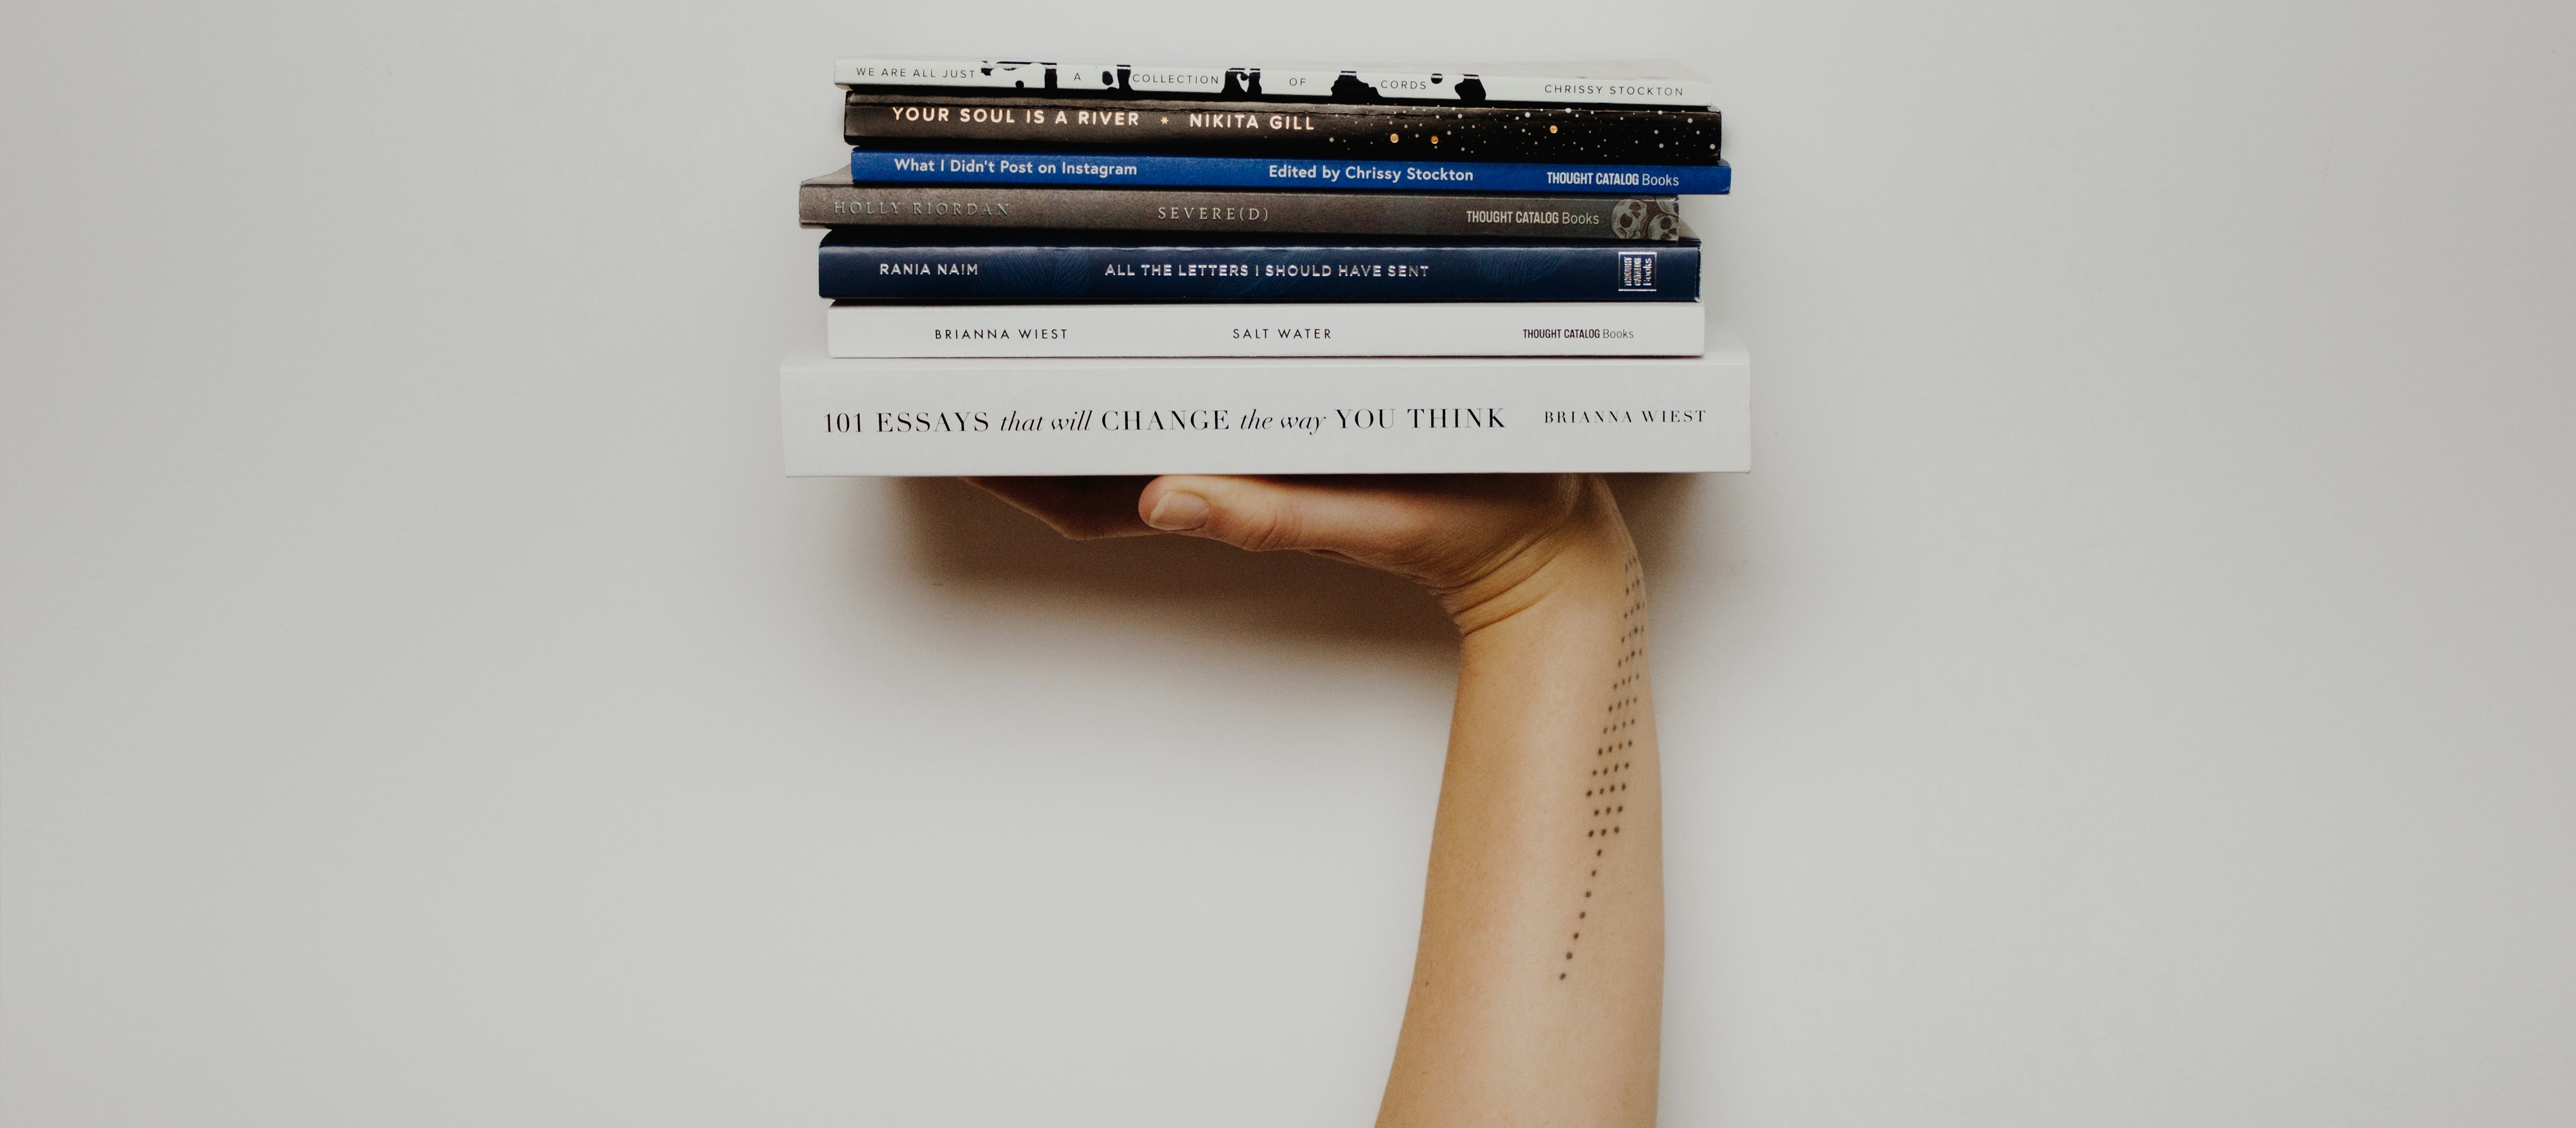 WE ARE ALL JUST A COLLECTION OF CORDS CHRISSY STOCKTON
YOUR SOUL IS A RIVER * NIKITA GILL
What I Didn't Post on Instagram Edited by Chrissy Stockton THOUGHT CATALOG Books
HOLLY RIORDAN SEVERE(D) THOUGHT CATALOG Books
RANIA NAIM ALL THE LETTERS I SHOULD HAVE SENT THOUGHT CATALOG Books
BRIANNA WIEST SALT WATER THOUGHT CATALOG Books
101 ESSAYS that will CHANGE the way YOU THINK BRIANNA WIEST